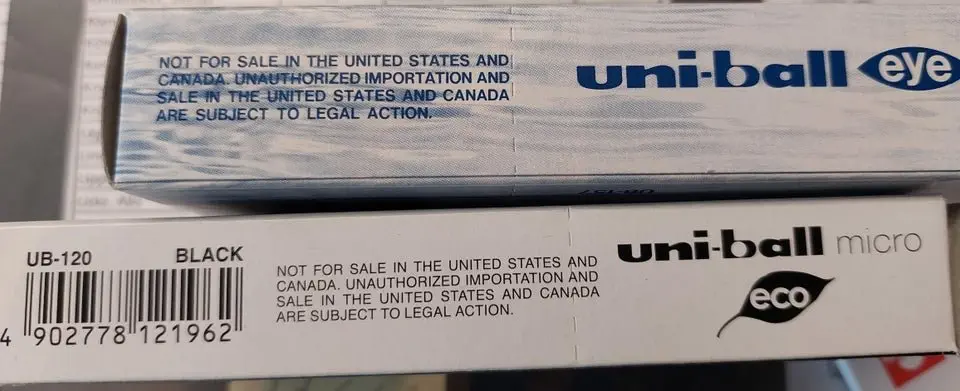 NOT FOR SALE IN THE UNITED STATES AND
CANADA. UNAUTHORIZED IMPORTATION AND
SALE IN THE UNITED STATES AND CANADA
ARE SUBJECT TO LEGAL ACTION.
uni-ball eye
UB-157
UB-120 BLACK
4 902778 121962
NOT FOR SALE IN THE UNITED STATES AND
CANADA. UNAUTHORIZED IMPORTATION AND
SALE IN THE UNITED STATES AND CANADA
ARE SUBJECT TO LEGAL ACTION.
uni-ball micro
eco